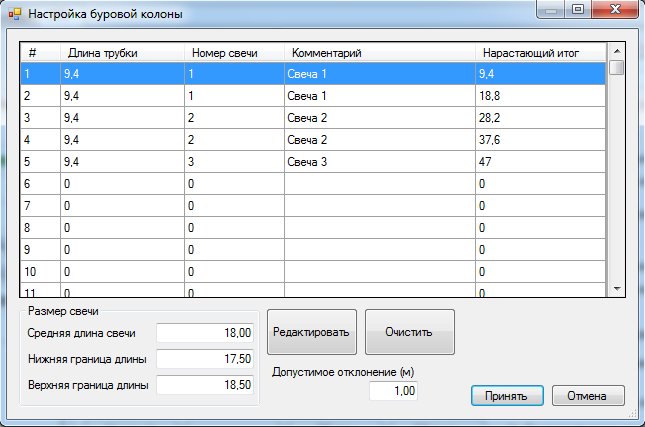 Настройка буровой колоны
# Длина трубки Номер свечи Комментарий Нарастающий итог
1 9,4 1 Свеча 1 9,4
2 9,4 1 Свеча 1 18,8
3 9,4 2 Свеча 2 28,2
4 9,4 2 Свеча 2 37,6
5 9,4 3 Свеча 3 47
6 0 0 0
7 0 0 0
8 0 0 0
9 0 0 0
10 0 0 0
11 0 0 0
Размер свечи
Средняя длина свечи 18,00
Нижняя граница длины 17,50
Верхняя граница длины 18,50
Редактировать Очистить
Допустимое отклонение (м)
1,00
Принять Отмена